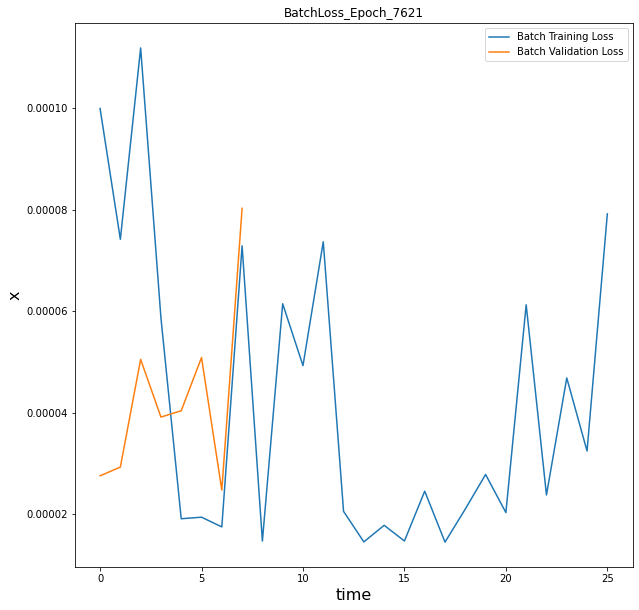 BatchLoss_Epoch_7621
Batch Training Loss
Batch Validation Loss
0.00010
0.00008
0.00006
0.00004
0.00002
x
0 5 10 15 20 25
time